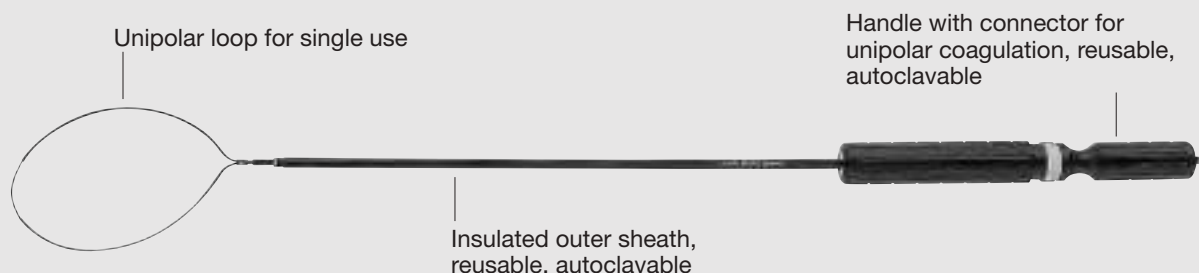 Unipolar loop for single use
Handle with connector for
unipolar coagulation, reusable,
autoclavable
Insulated outer sheath,
reusable, autoclavable